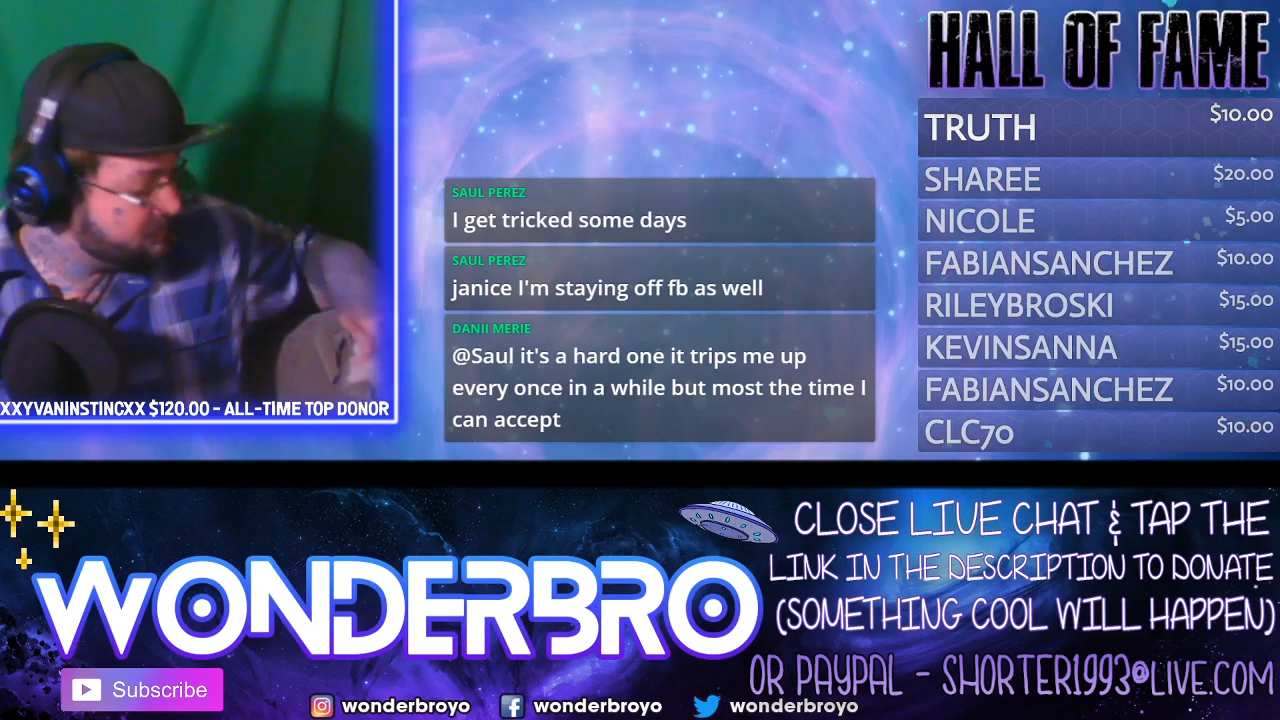 XXYVANINSTINCXX $120.00 - ALL-TIME TOP DONOR
SAUL PEREZ
I get tricked some days
SAUL PEREZ
janice I'm staying off fb as well
DANII MERIE
@Saul it's a hard one it trips me up
every once in a while but most the time I
can accept
HALL OF FAME
TRUTH $10.00
SHAREE $20.00
NICOLE $5.00
FABIANSANCHEZ $10.00
RILEYBROSKI $15.00
KEVINSANNA $15.00
FABIANSANCHEZ $10.00
CLC70 $10.00
WONDERBRO
Subscribe
wonderbroyo
wonderbroyo
wonderbroyo
CLOSE LIVE CHAT & TAP THE
LINK IN THE DESCRIPTION TO DONATE
(SOMETHING COOL WILL HAPPEN)
OR PAYPAL - SHORTER1993@LIVE.COM